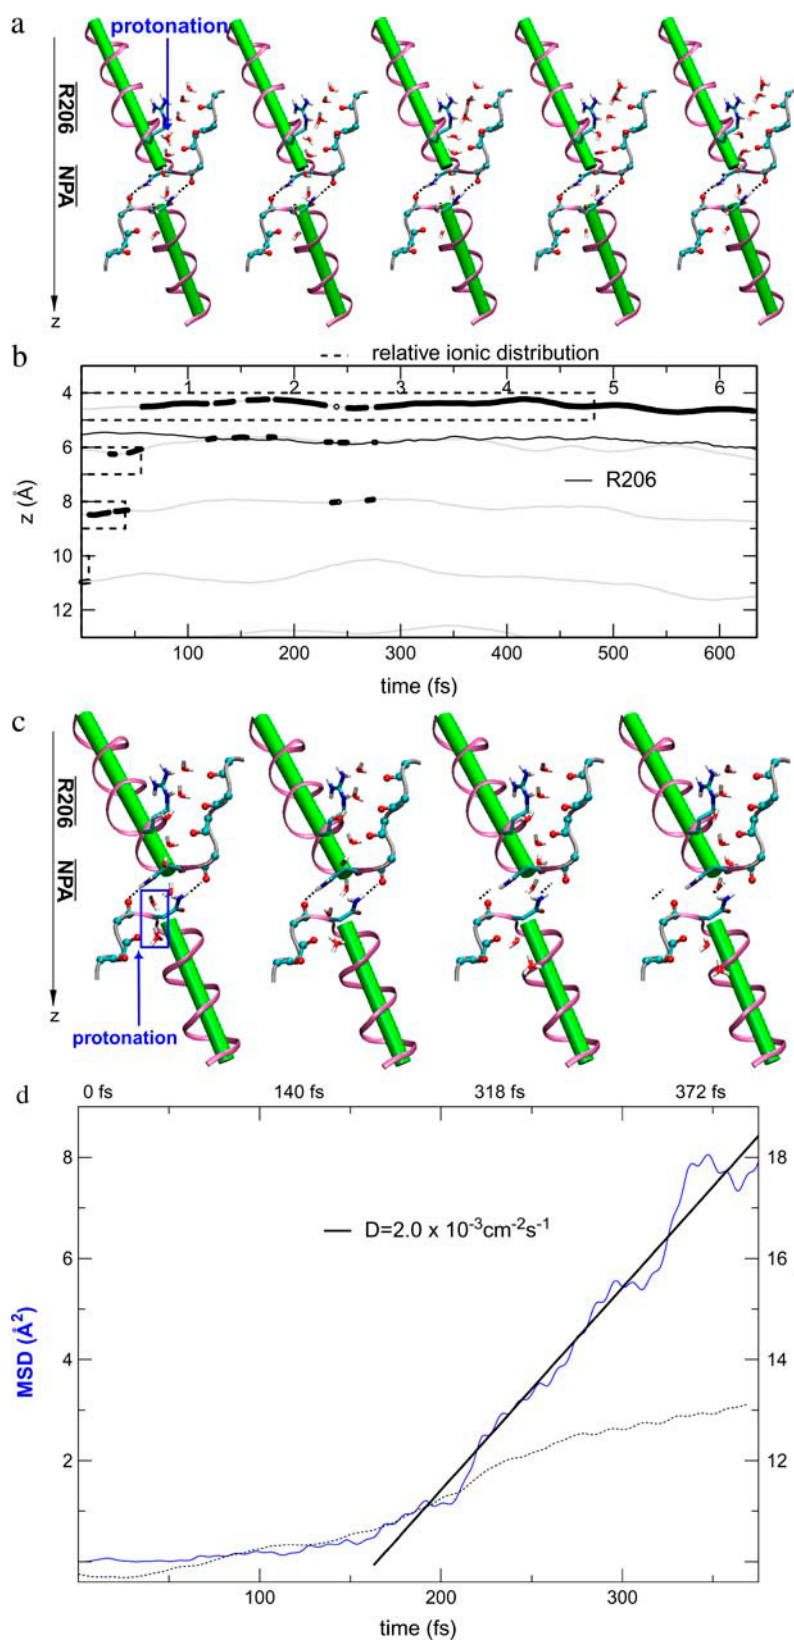 a
protonation
R206
NPA
z
b
relative ionic distribution
1 2 3 4 5 6
4
6
8
10
12
z (Å)
R206
100 200 300 400 500 600
time (fs)
c
R206
NPA
z
protonation
d
0 fs 140 fs 318 fs 372 fs
8 18
6 16
4 14
2 12
MSD (Å²)
D=2.0 x 10⁻³cm⁻²s⁻¹
100 200 300
time (fs)